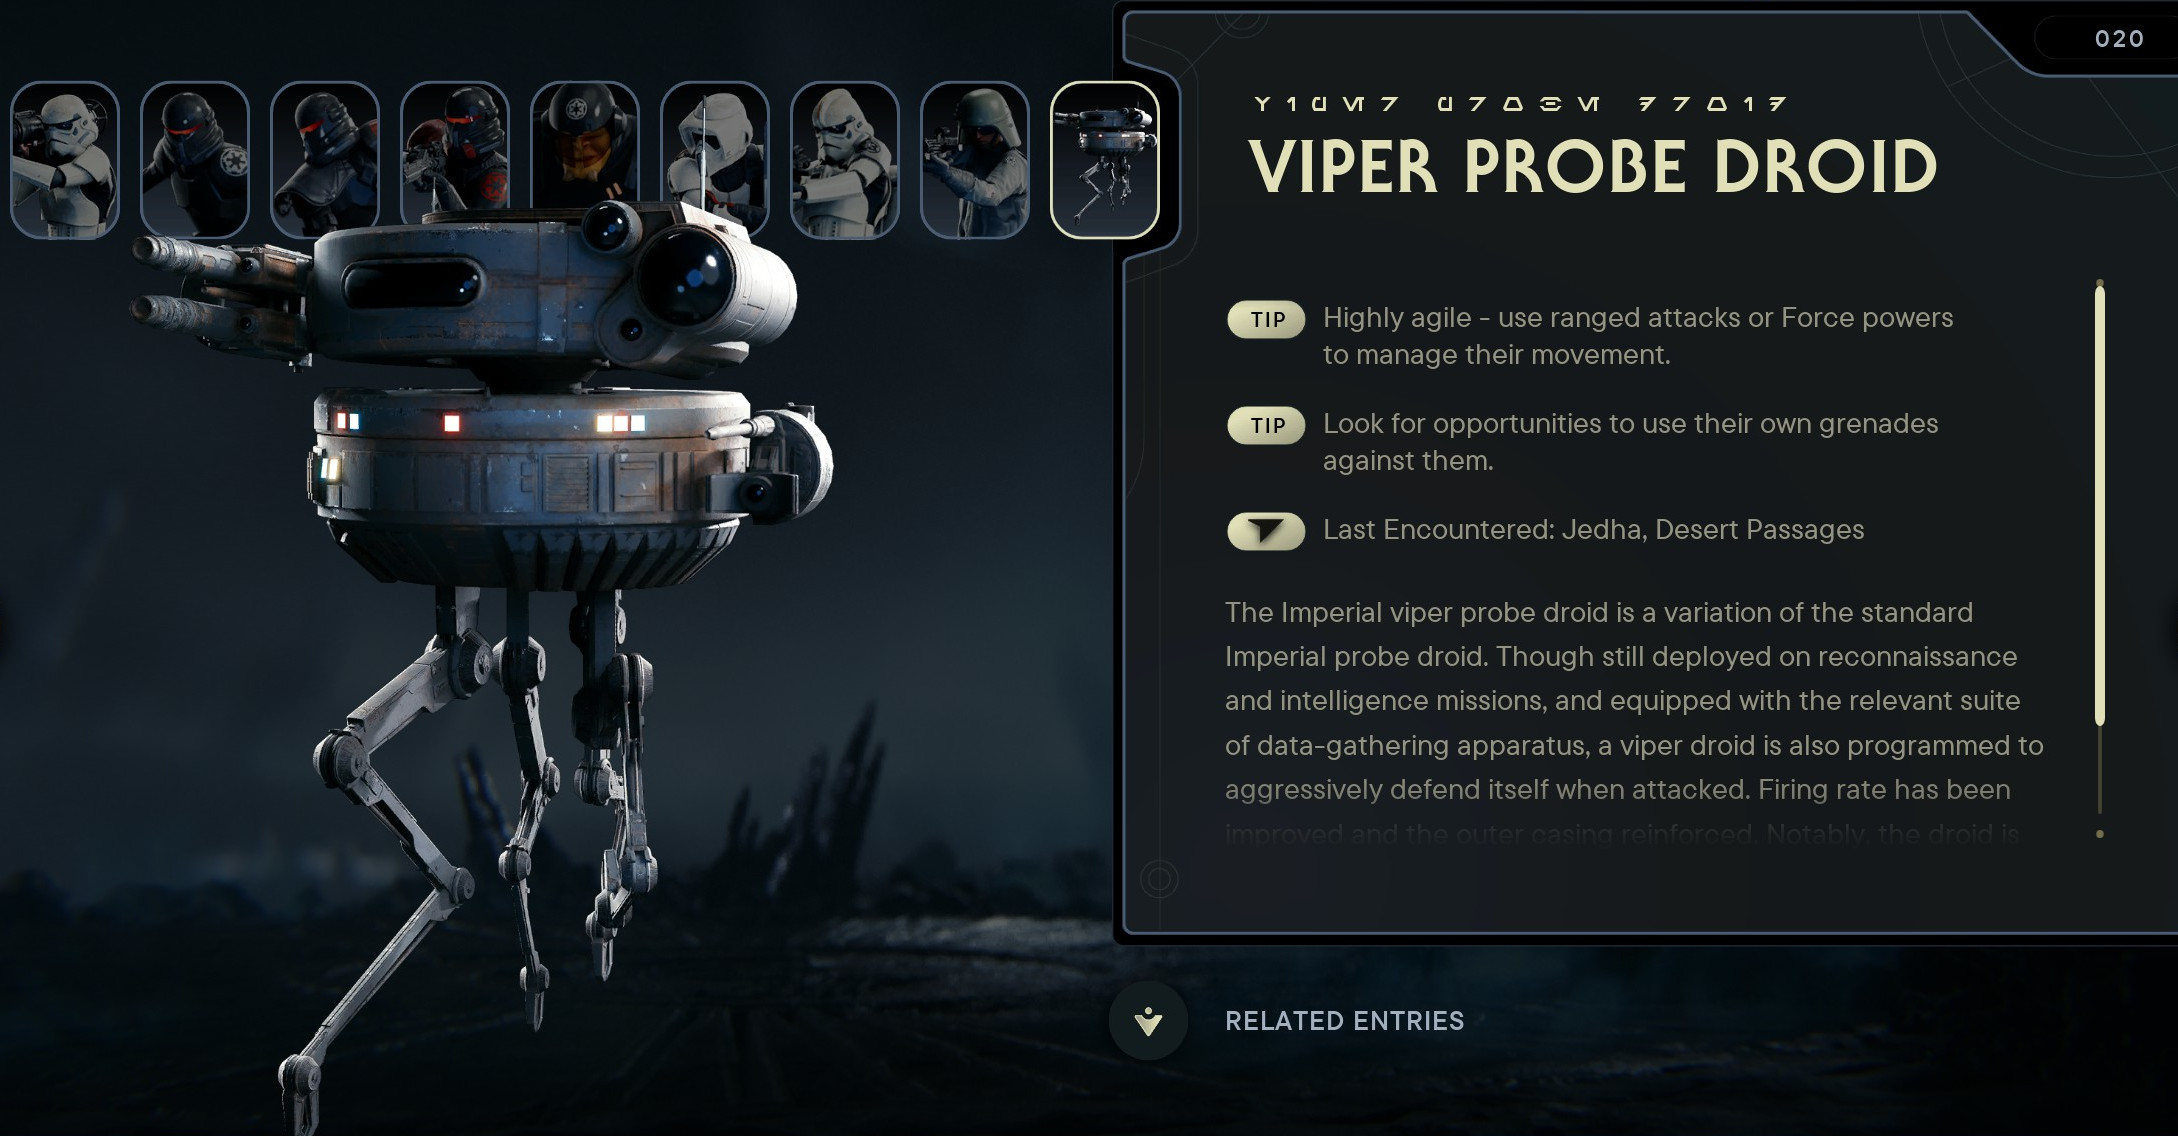 020
VIPER PROBE DROID
TIP Highly agile - use ranged attacks or Force powers
to manage their movement.
TIP Look for opportunities to use their own grenades
against them.
Last Encountered: Jedha, Desert Passages
The Imperial viper probe droid is a variation of the standard
Imperial probe droid. Though still deployed on reconnaissance
and intelligence missions, and equipped with the relevant suite
of data-gathering apparatus, a viper droid is also programmed to
aggressively defend itself when attacked. Firing rate has been
improved and the outer casing reinforced. Notably, the droid is
RELATED ENTRIES